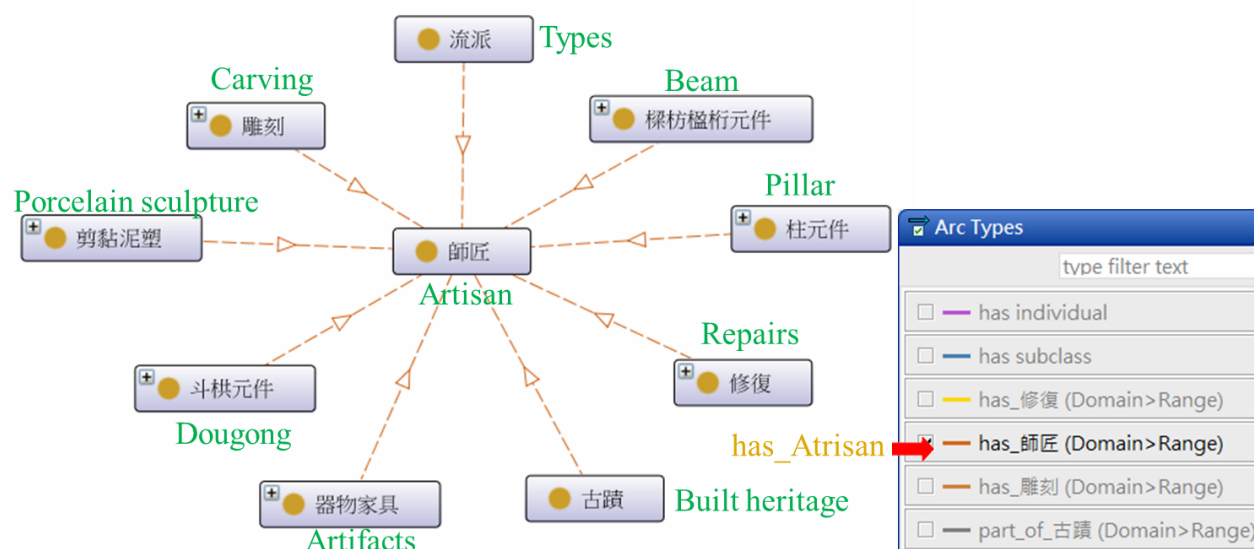 流派
Types
Carving
雕刻
Beam
樑枋楹桁元件
Porcelain sculpture
剪黏泥塑
Pillar
柱元件
師匠
Artisan
Repairs
修復
斗栱元件
Dougong
器物家具
Artifacts
古蹟
Built heritage
has_Atrisan
Arc Types
type filter text
has individual
has subclass
has_修復 (Domain>Range)
has_師匠 (Domain>Range)
has_雕刻 (Domain>Range)
part_of_古蹟 (Domain>Range)